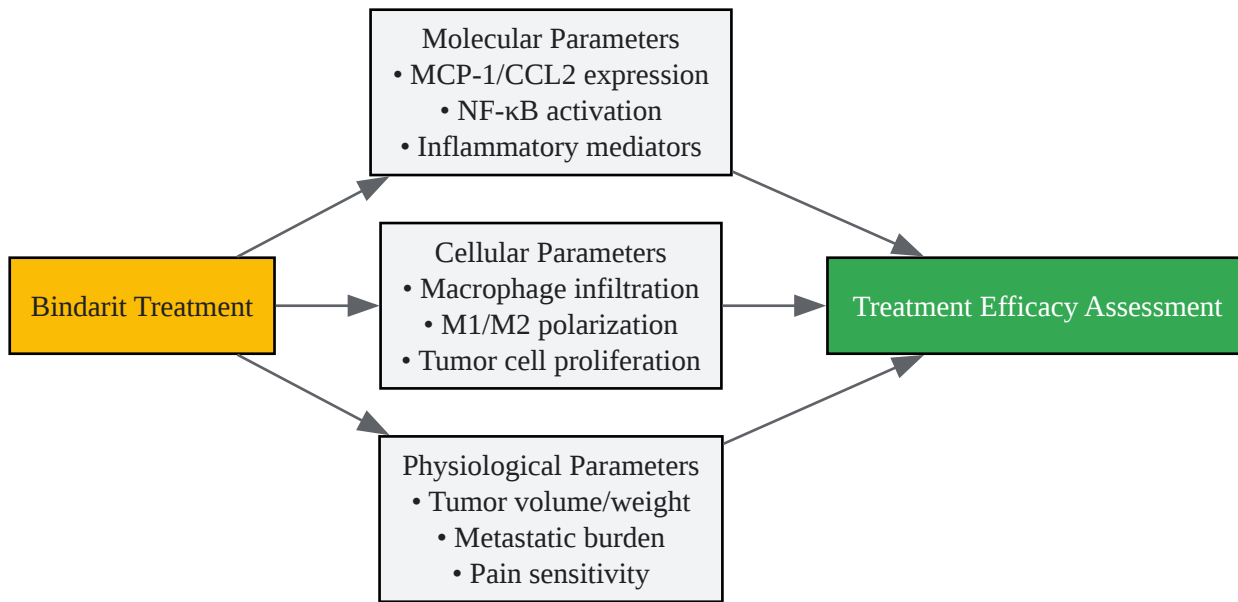 Molecular Parameters
• MCP-1/CCL2 expression
• NF-κB activation
• Inflammatory mediators
Bindarit Treatment
Cellular Parameters
• Macrophage infiltration
• M1/M2 polarization
• Tumor cell proliferation
Treatment Efficacy Assessment
Physiological Parameters
• Tumor volume/weight
• Metastatic burden
• Pain sensitivity